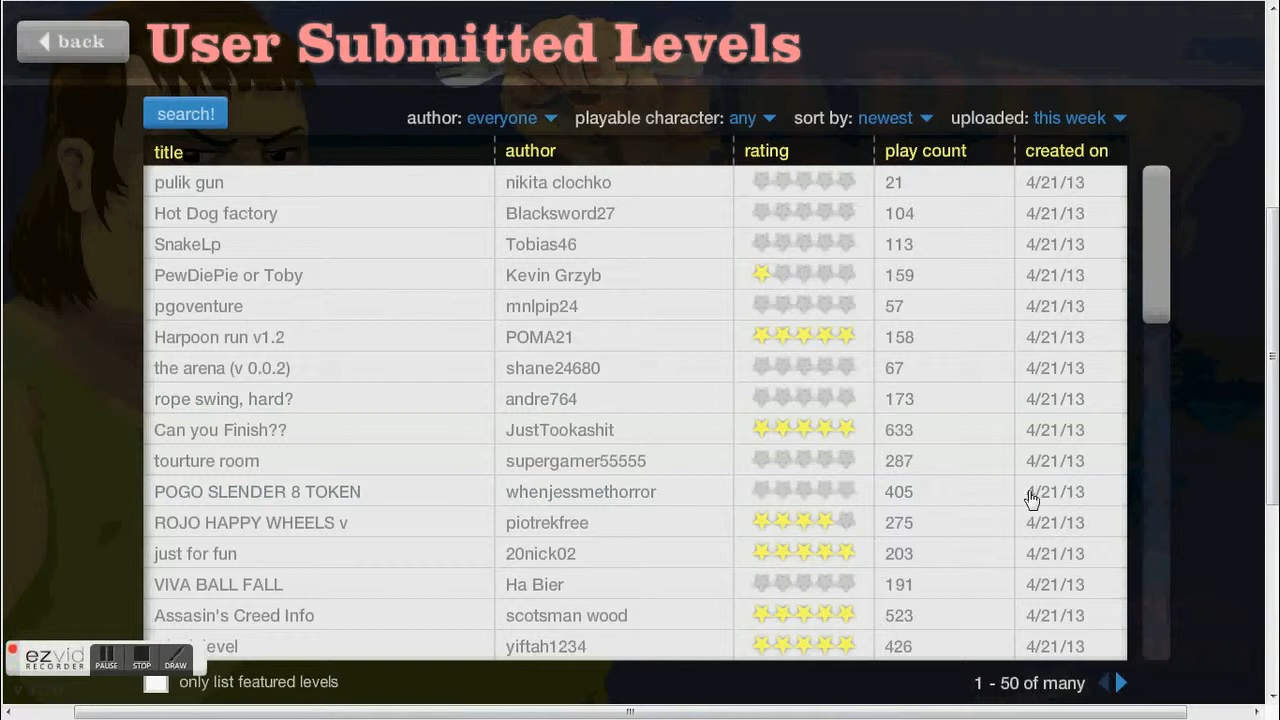 back
User Submitted Levels
search!
author: everyone playable character: any sort by: newest uploaded: this week
title author rating play count created on
pulik gun nikita clochko 21 4/21/13
Hot Dog factory Blacksword27 104 4/21/13
SnakeLp Tobias46 113 4/21/13
PewDiePie or Toby Kevin Grzyb 159 4/21/13
pgoventure mnlpip24 57 4/21/13
Harpoon run v1.2 POMA21 158 4/21/13
the arena (v 0.0.2) shane24680 67 4/21/13
rope swing, hard? andre764 173 4/21/13
Can you Finish?? JustTookashit 633 4/21/13
tourture room supergamer55555 287 4/21/13
POGO SLENDER 8 TOKEN whenjessmethorror 405 4/21/13
ROJO HAPPY WHEELS v piotrekfree 275 4/21/13
just for fun 20nick02 203 4/21/13
VIVA BALL FALL Ha Bier 191 4/21/13
Assasin's Creed Info scotsman wood 523 4/21/13
level yiftah1234 426 4/21/13
ezvid
RECORDER PAUSE STOP DRAW
only list featured levels 1 - 50 of many